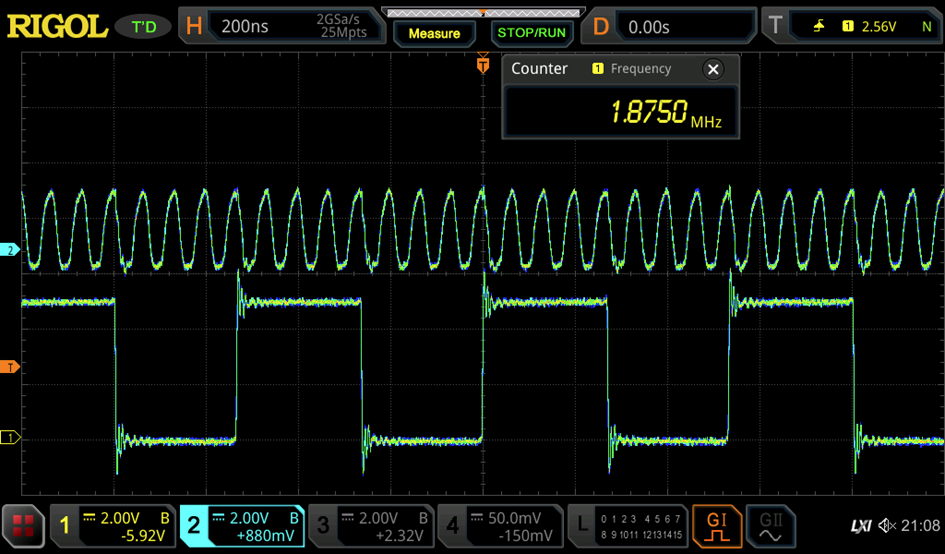 RIGOL T'D H 200ns 2GSa/s Measure STOP/RUN D 0.00s T 1 2.56V N
25Mpts
T
Counter 1 Frequency
1.8750 MHz
2
T
1
1 2.00V B 2 2.00V B 3 2.00V B 4 50.0mV L 0 1 2 3 4 5 6 7 GI GII LXI 21:08
-5.92V +880mV +2.32V -150mV 8 9 10 11 12 13 14 15